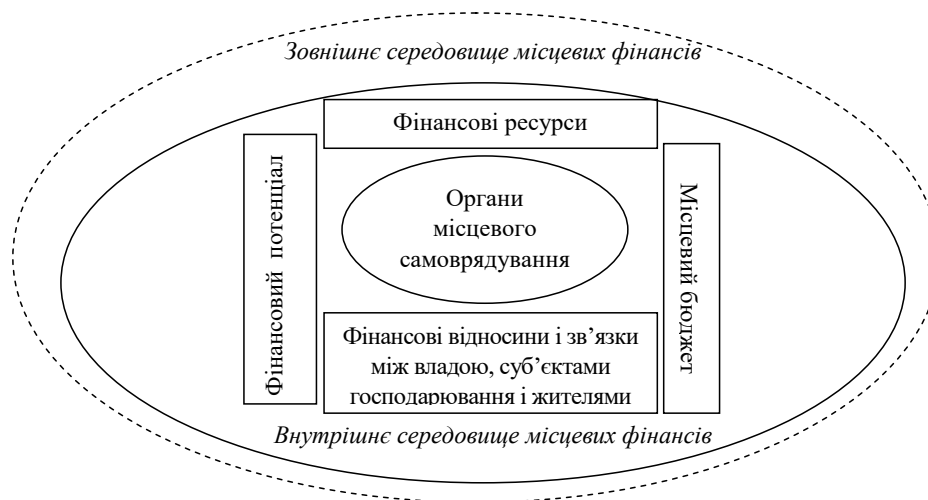 Зовнішнє середовище місцевих фінансів
Фінансові ресурси
Фінансовий потенціал
Органи
місцевого
самоврядування
Місцевий бюджет
Фінансові відносини і зв’язки
між владою, суб’єктами
господарювання і жителями
Внутрішнє середовище місцевих фінансів